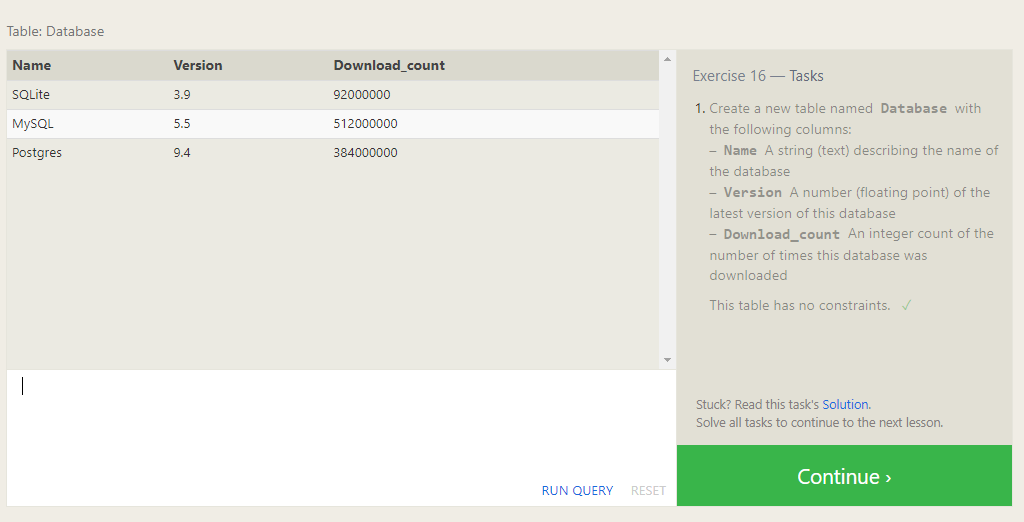 Table: Database
Name Version Download_count
SQLite 3.9 92000000
MySQL 5.5 512000000
Postgres 9.4 384000000
RUN QUERY RESET
Exercise 16 — Tasks
1. Create a new table named Database with
the following columns:
– Name A string (text) describing the name of
the database
– Version A number (floating point) of the
latest version of this database
– Download_count An integer count of the
number of times this database was
downloaded
This table has no constraints. ✓
Stuck? Read this task's Solution.
Solve all tasks to continue to the next lesson.
Continue ›